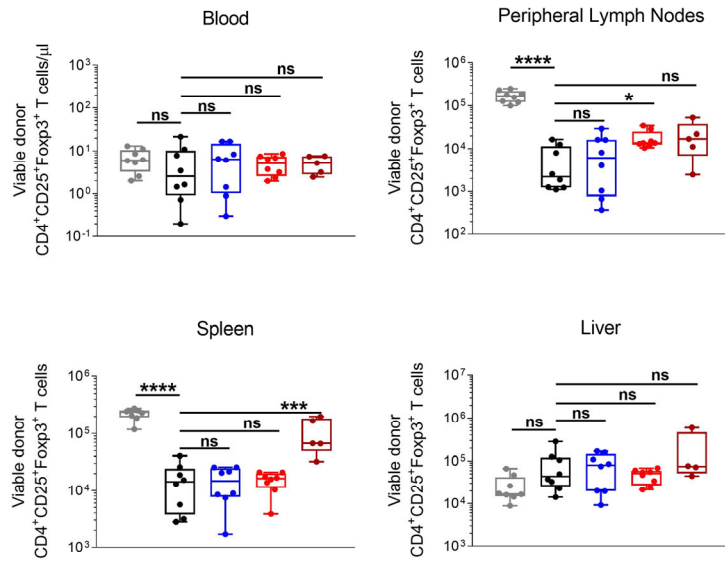 Blood
Viable donor
CD4⁺CD25⁺Foxp3⁺ T cells/µl
10²
10¹
10⁰
10⁻¹
ns
ns
ns
ns
Peripheral Lymph Nodes
Viable donor
CD4⁺CD25⁺Foxp3⁺ T cells
10⁶
10⁵
10⁴
10³
10²
****
ns
*
ns
Spleen
Viable donor
CD4⁺CD25⁺Foxp3⁺ T cells
10⁶
10⁵
10⁴
10³
****
***
ns
ns
Liver
Viable donor
CD4⁺CD25⁺Foxp3⁺ T cells
10⁷
10⁶
10⁵
10⁴
10³
ns
ns
ns
ns